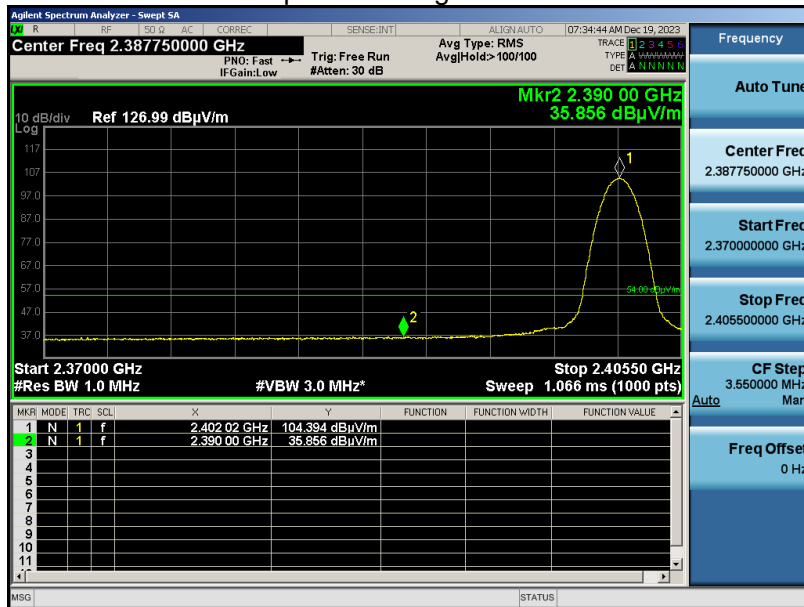 Agilent Spectrum Analyzer - Swept SA
LXI R RF 50 Ω AC CORREC SENSE:INT ALIGN AUTO 07:34:44 AM Dec 19, 2023
Center Freq 2.387750000 GHz
PNO: Fast
IFGain:Low
Trig: Free Run
#Atten: 30 dB
Avg Type: RMS
Avg|Hold:>100/100
TRACE 1 2 3 4 5 6
TYPE A
DET A N N N N N
Mkr2 2.390 00 GHz
35.856 dBµV/m
10 dB/div
Log
Ref 126.99 dBµV/m
117
107
97.0
87.0
77.0
67.0
57.0
47.0
37.0
1
54.00 dBµV/m
2
Start 2.37000 GHz Stop 2.40550 GHz
#Res BW 1.0 MHz #VBW 3.0 MHz* Sweep 1.066 ms (1000 pts)
MKR MODE TRC SCL X Y FUNCTION FUNCTION WIDTH FUNCTION VALUE
1 N 1 f 2.402 02 GHz 104.394 dBµV/m
2 N 1 f 2.390 00 GHz 35.856 dBµV/m
3
4
5
6
7
8
9
10
11
MSG STATUS
Frequency
Auto Tune
Center Freq
2.387750000 GHz
Start Freq
2.370000000 GHz
Stop Freq
2.405500000 GHz
CF Step
3.550000 MHz
Auto Man
Freq Offset
0 Hz